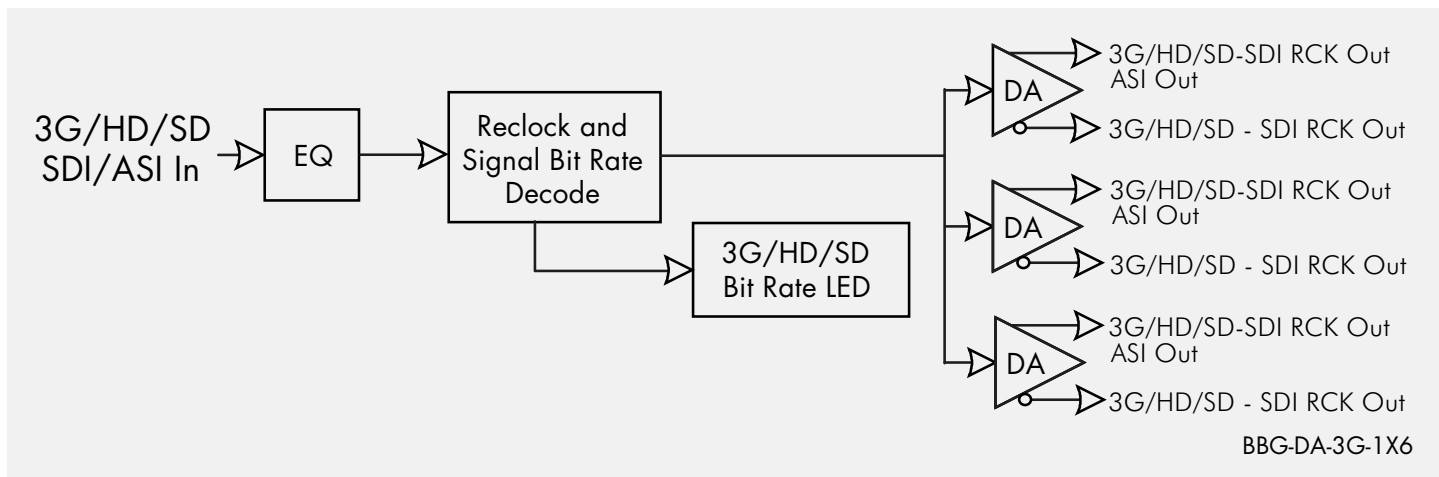 3G/HD/SD
SDI/ASI In
EQ
Reclock and
Signal Bit Rate
Decode
3G/HD/SD
Bit Rate LED
DA
3G/HD/SD-SDI RCK Out
ASI Out
3G/HD/SD - SDI RCK Out
DA
3G/HD/SD-SDI RCK Out
ASI Out
3G/HD/SD - SDI RCK Out
DA
3G/HD/SD-SDI RCK Out
ASI Out
3G/HD/SD - SDI RCK Out
BBG-DA-3G-1X6